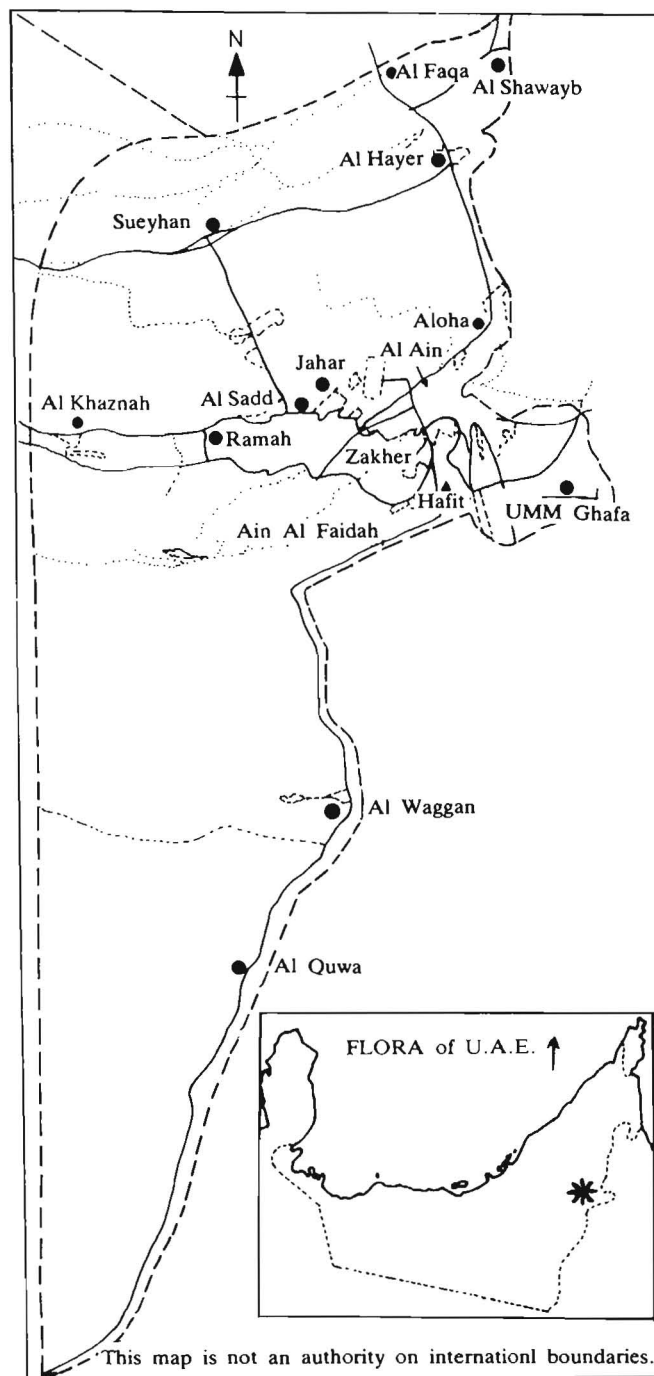 N
Al Faqa
Al Shawayb
Al Hayer
Sueyhan
Aloha
Al Ain
Jahar
Al Khaznah
Al Sadd
Ramah
Zakher
Hafit
UMM Ghafa
Ain Al Faidah
Al Waggan
Al Quwa
FLORA of U.A.E.
This map is not an authority on internationl boundaries.